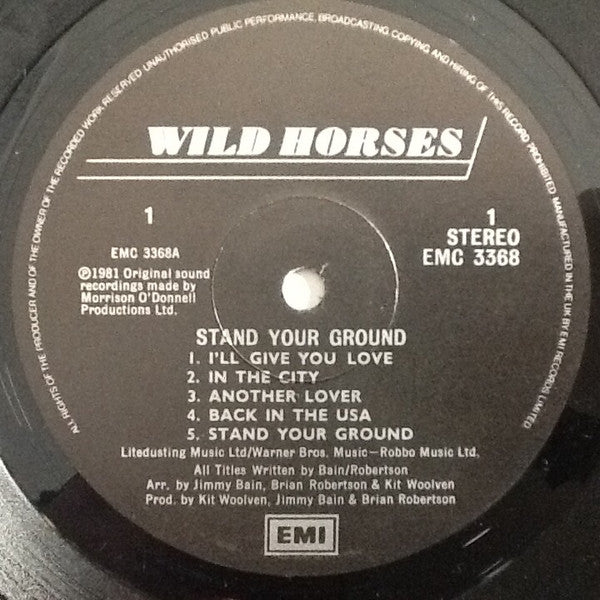 ALL RIGHTS OF THE PRODUCER AND OF THE OWNER OF THE RECORDED WORK RESERVED UNAUTHORISED PUBLIC PERFORMANCE, BROADCASTING, COPYING, AND HIRING OF THIS RECORD PROHIBITED. MANUFACTURED IN THE UK BY EMI RECORDS LIMITED.
WILD HORSES
1
EMC 3368A
℗1981 Original sound
recordings made by
Morrison O'Donnell
Productions Ltd.
1
STEREO
EMC 3368
STAND YOUR GROUND
1. I'LL GIVE YOU LOVE
2. IN THE CITY
3. ANOTHER LOVER
4. BACK IN THE USA
5. STAND YOUR GROUND
Litedusting Music Ltd/Warner Bros. Music—Robbo Music Ltd.
All Titles Written by Bain/Robertson
Arr. by Jimmy Bain, Brian Robertson & Kit Woolven
Prod. by Kit Woolven, Jimmy Bain & Brian Robertson
EMI